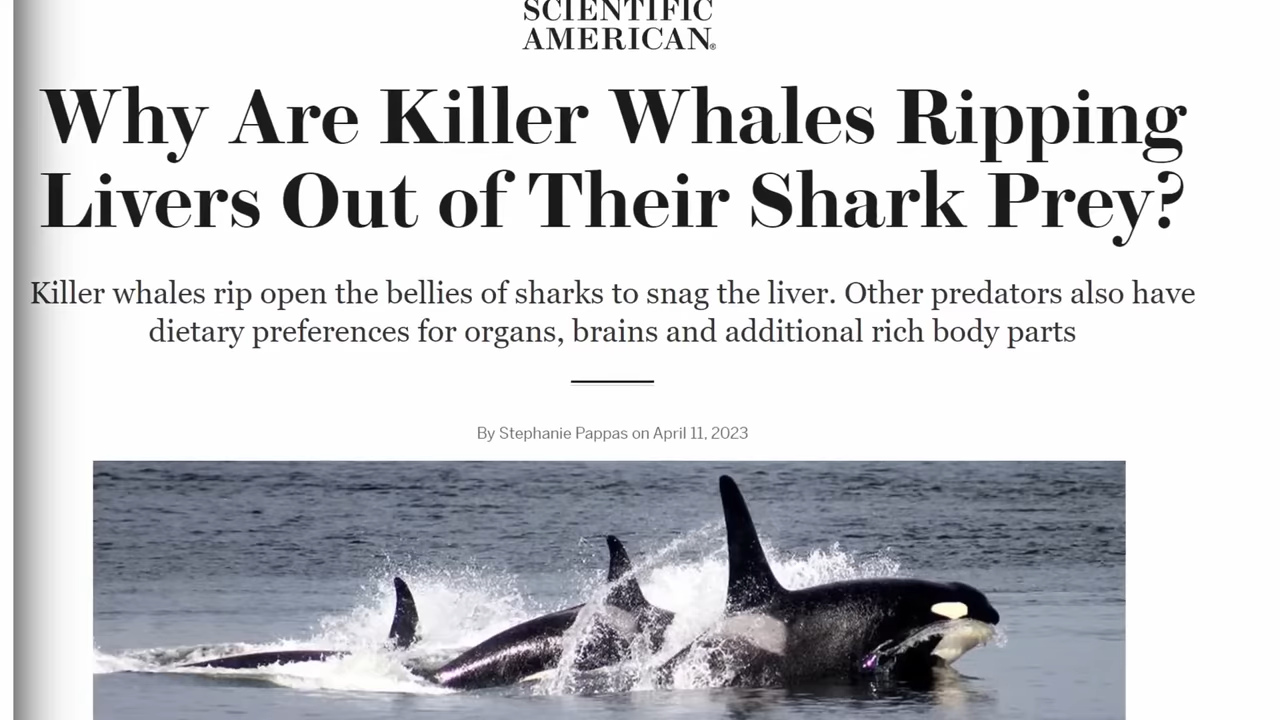 SCIENTIFIC
AMERICAN®
Why Are Killer Whales Ripping
Livers Out of Their Shark Prey?
Killer whales rip open the bellies of sharks to snag the liver. Other predators also have
dietary preferences for organs, brains and additional rich body parts
By Stephanie Pappas on April 11, 2023